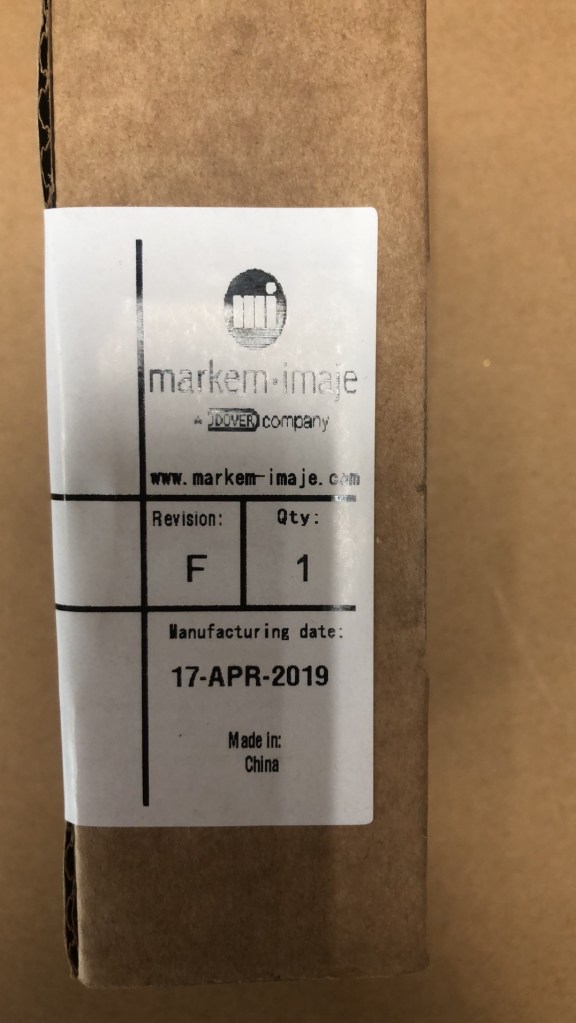 mi
markem·imaje
A DOVER company
www.markem-imaje.com
Revision:
F
Qty:
1
Manufacturing date:
17-APR-2019
Made in:
China